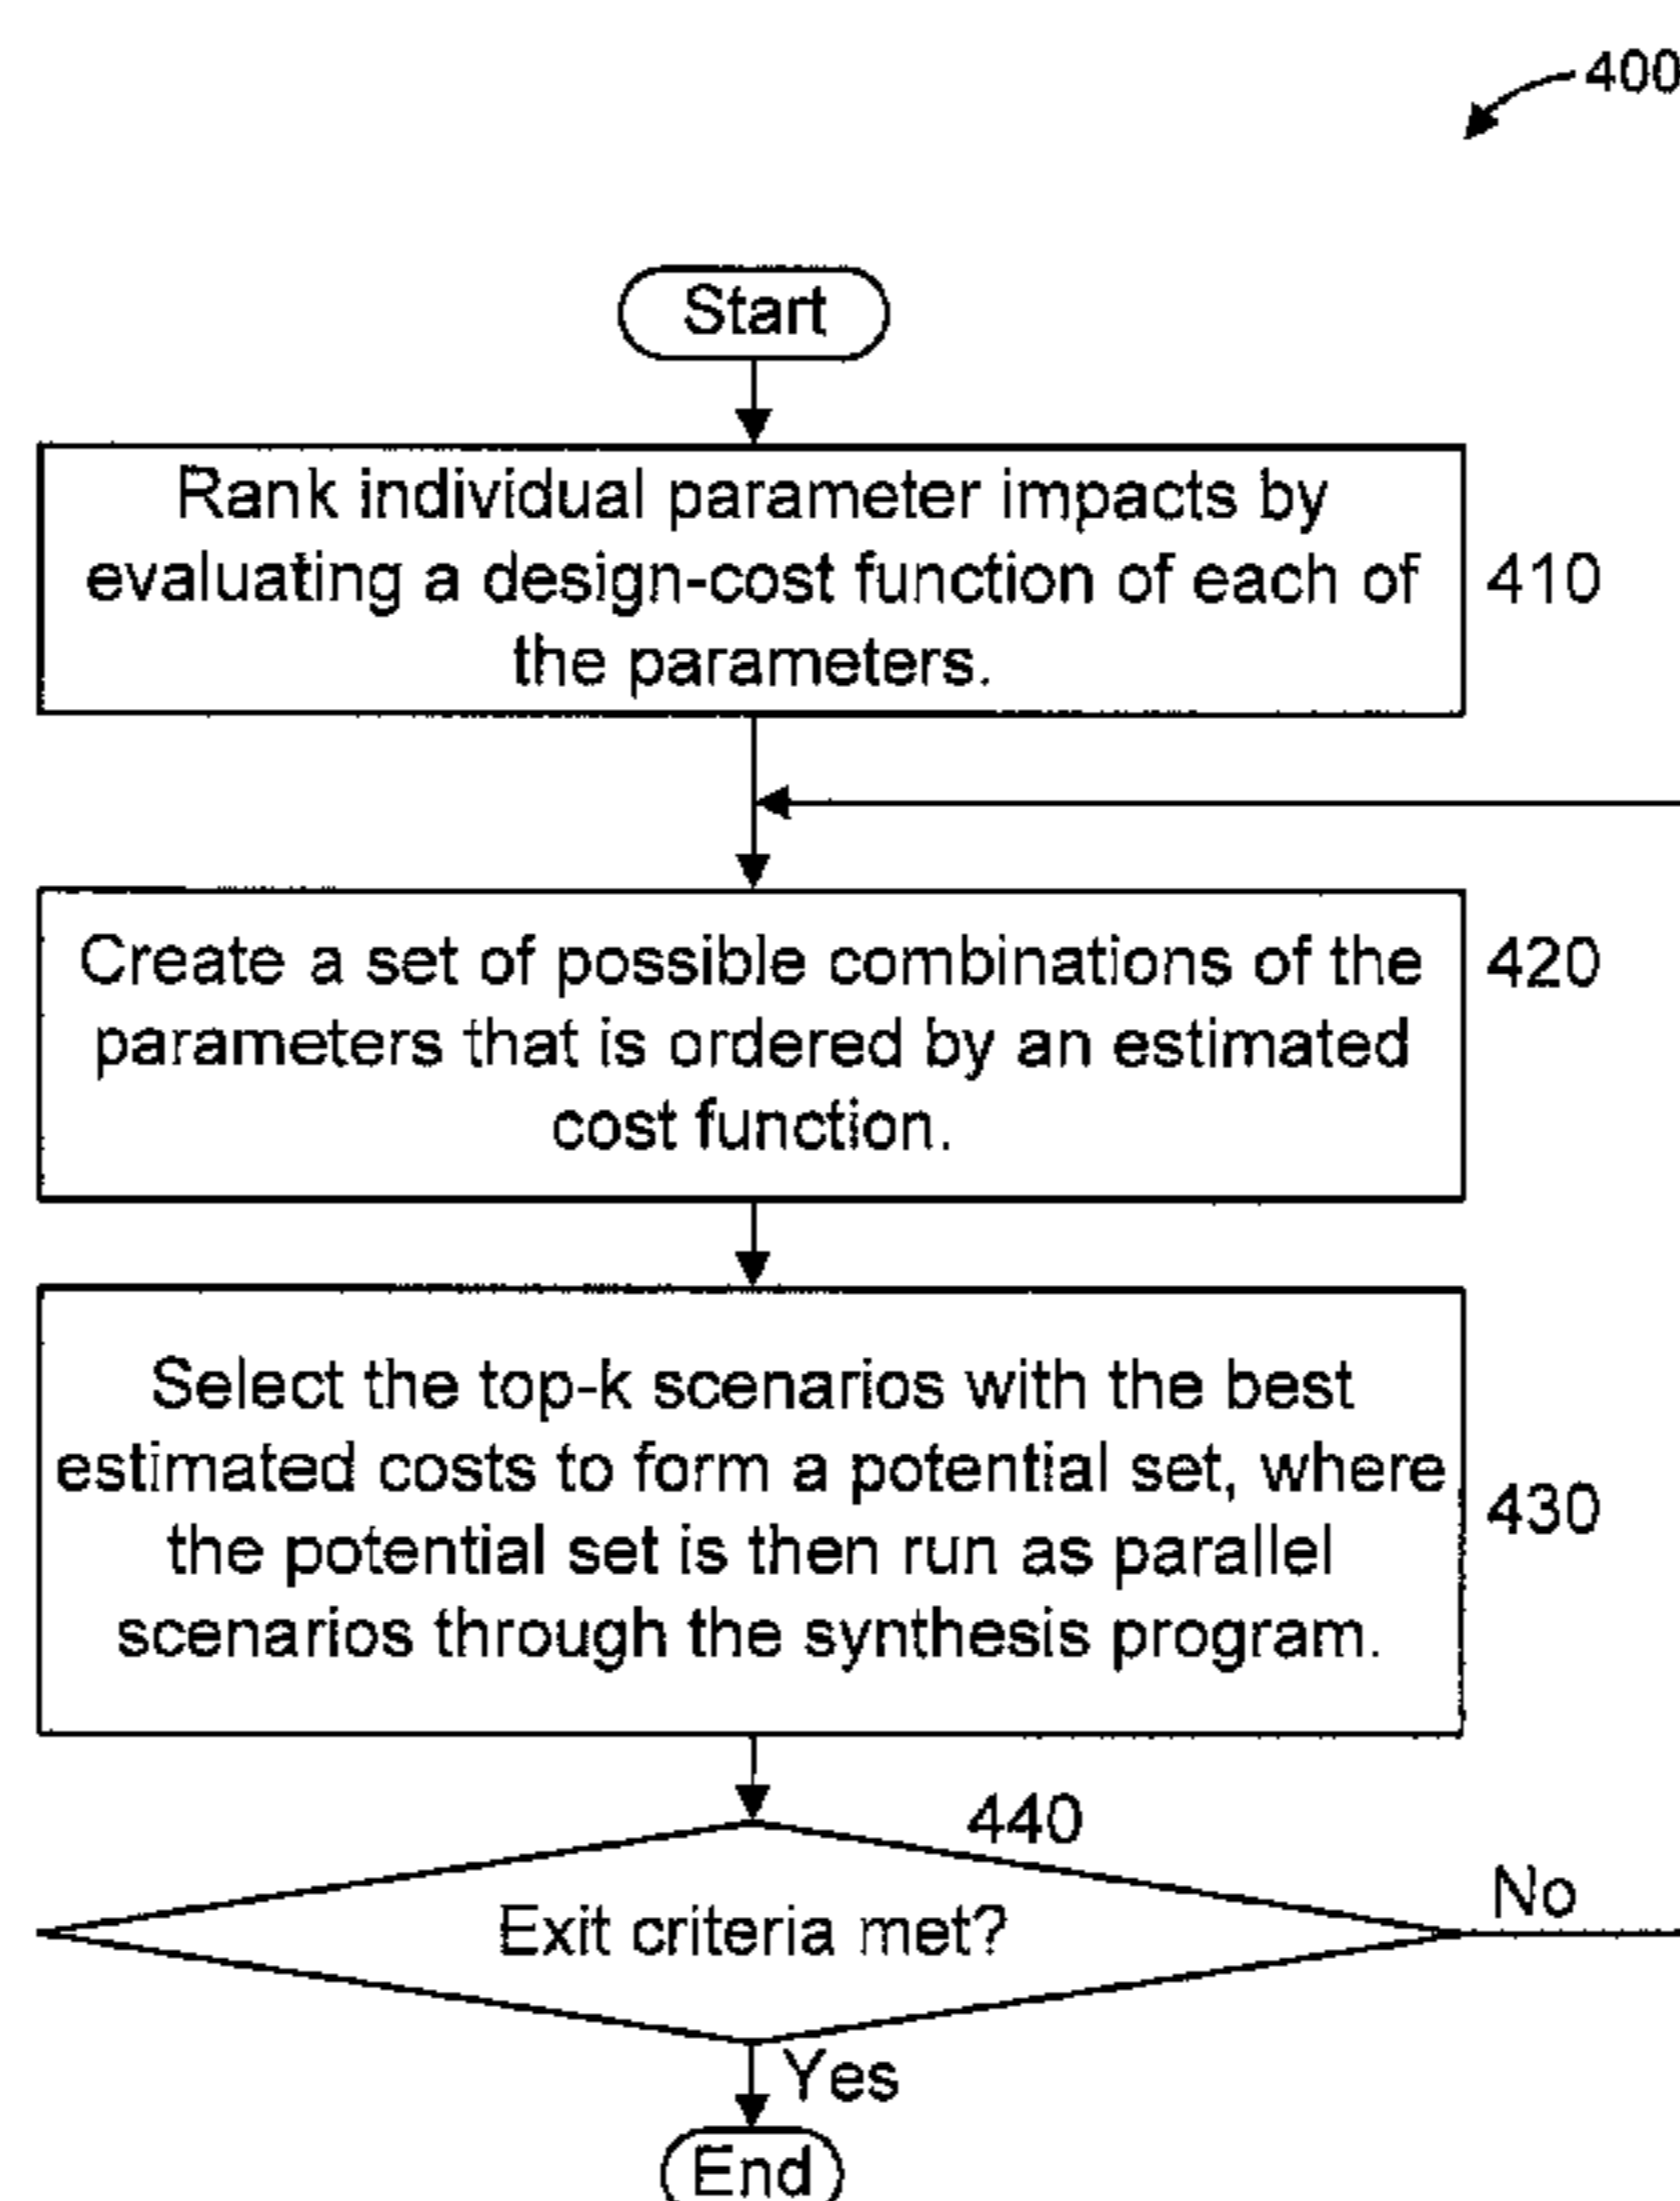 400
Start
Rank individual parameter impacts by
evaluating a design-cost function of each of
the parameters.
410
Create a set of possible combinations of the
parameters that is ordered by an estimated
cost function.
420
Select the top-k scenarios with the best
estimated costs to form a potential set, where
the potential set is then run as parallel
scenarios through the synthesis program.
430
440
Exit criteria met?
No
Yes
End